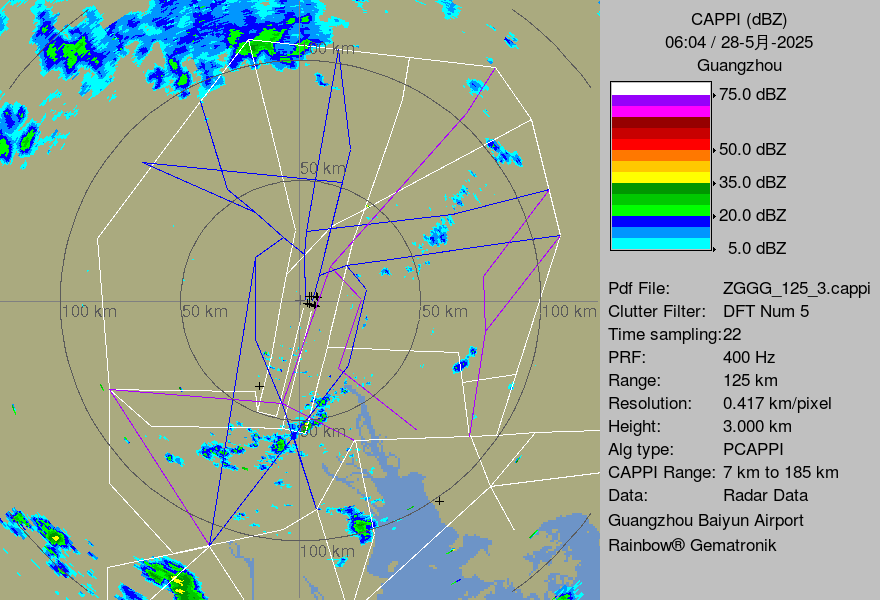 CAPPI (dBZ)
06:04 / 28-5月-2025
Guangzhou
75.0 dBZ
50.0 dBZ
35.0 dBZ
20.0 dBZ
5.0 dBZ
Pdf File: ZGGG_125_3.cappi
Clutter Filter: DFT Num 5
Time sampling:22
PRF: 400 Hz
Range: 125 km
Resolution: 0.417 km/pixel
Height: 3.000 km
Alg type: PCAPPI
CAPPI Range: 7 km to 185 km
Data: Radar Data
Guangzhou Baiyun Airport
Rainbow® Gematronik
100 km
50 km
100 km
50 km
50 km
100 km
50 km
100 km